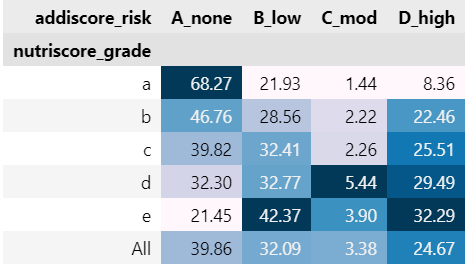 addiscore_risk A_none B_low C_mod D_high
nutriscore_grade
a 68.27 21.93 1.44 8.36
b 46.76 28.56 2.22 22.46
c 39.82 32.41 2.26 25.51
d 32.30 32.77 5.44 29.49
e 21.45 42.37 3.90 32.29
All 39.86 32.09 3.38 24.67